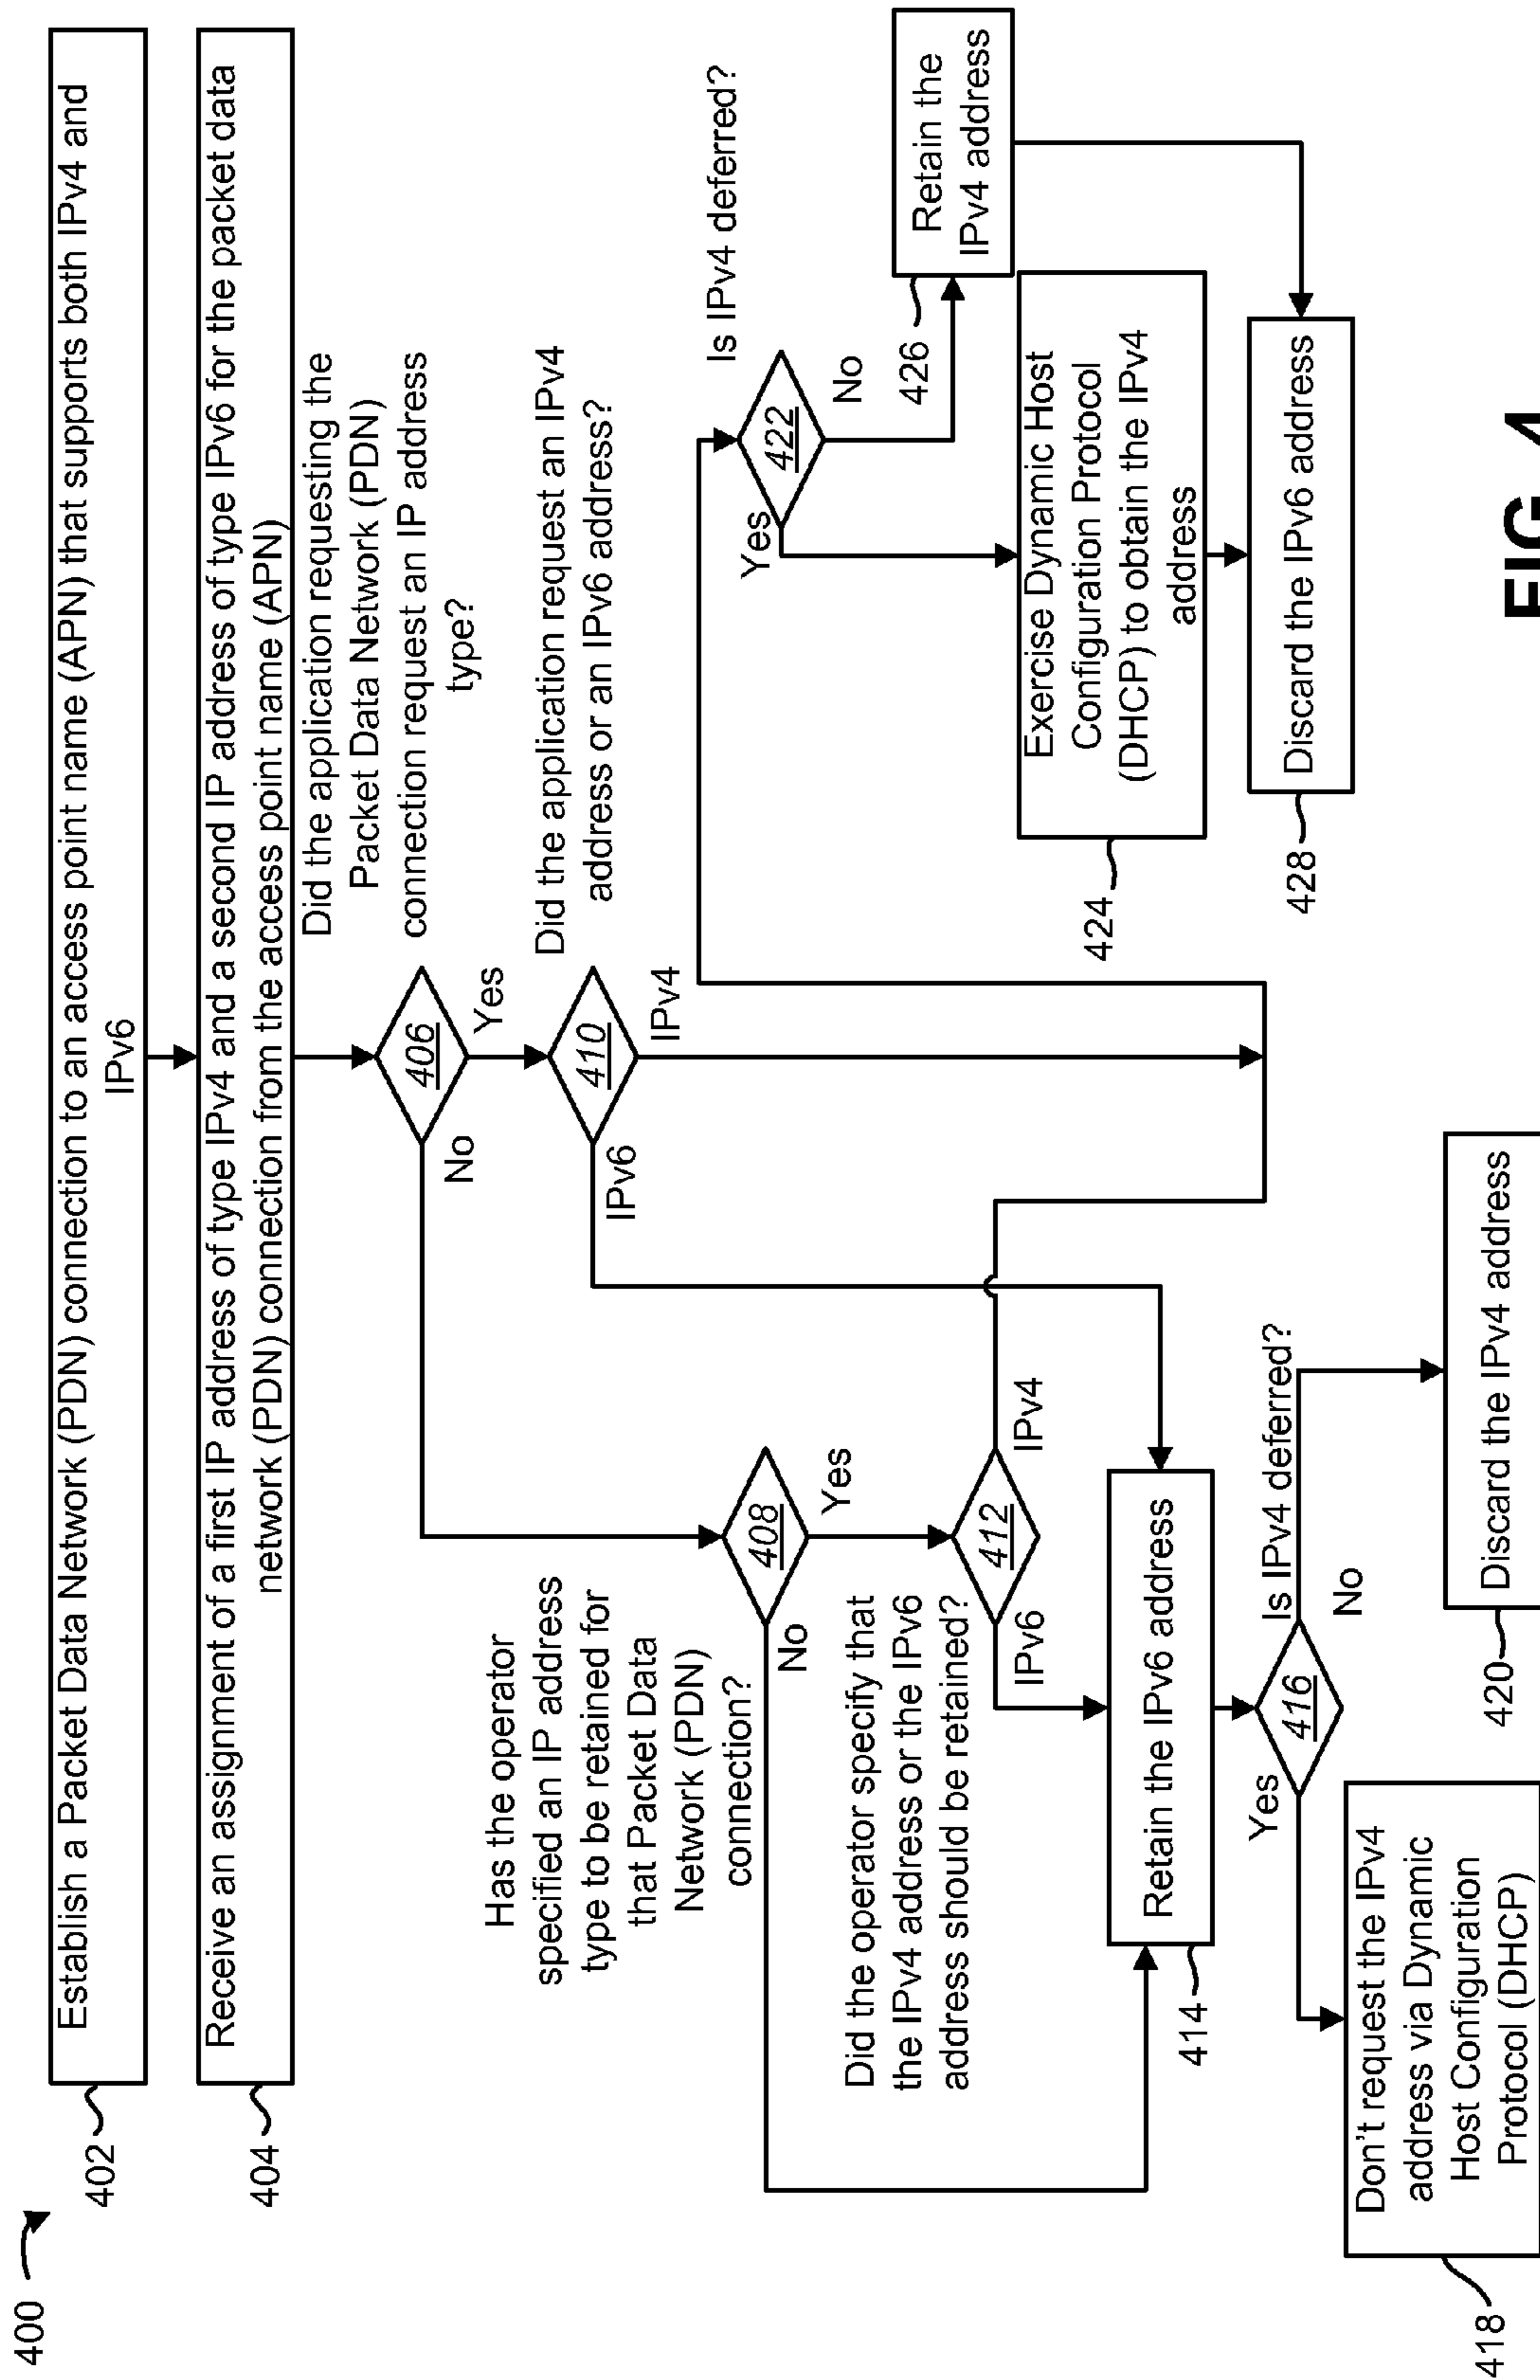 400
402
Establish a Packet Data Network (PDN) connection to an access point name (APN) that supports both IPv4 and
IPv6
404
Receive an assignment of a first IP address of type IPv4 and a second IP address of type IPv6 for the packet data
network (PDN) connection from the access point name (APN)
Did the application requesting the
Packet Data Network (PDN)
connection request an IP address
type?
406
No
Yes
Did the application request an IPv4
address or an IPv6 address?
410
IPv6
IPv4
Has the operator
specified an IP address
type to be retained for
that Packet Data
Network (PDN)
connection?
408
No
Yes
Did the operator specify that
the IPv4 address or the IPv6
address should be retained?
412
IPv6
IPv4
414
Retain the IPv6 address
Is IPv4 deferred?
416
Yes
No
418
Don't request the IPv4
address via Dynamic
Host Configuration
Protocol (DHCP)
420
Discard the IPv4 address
Is IPv4 deferred?
422
Yes
No
426
Retain the
IPv4 address
424
Exercise Dynamic Host
Configuration Protocol
(DHCP) to obtain the IPv4
address
428
Discard the IPv6 address
FIG. 4